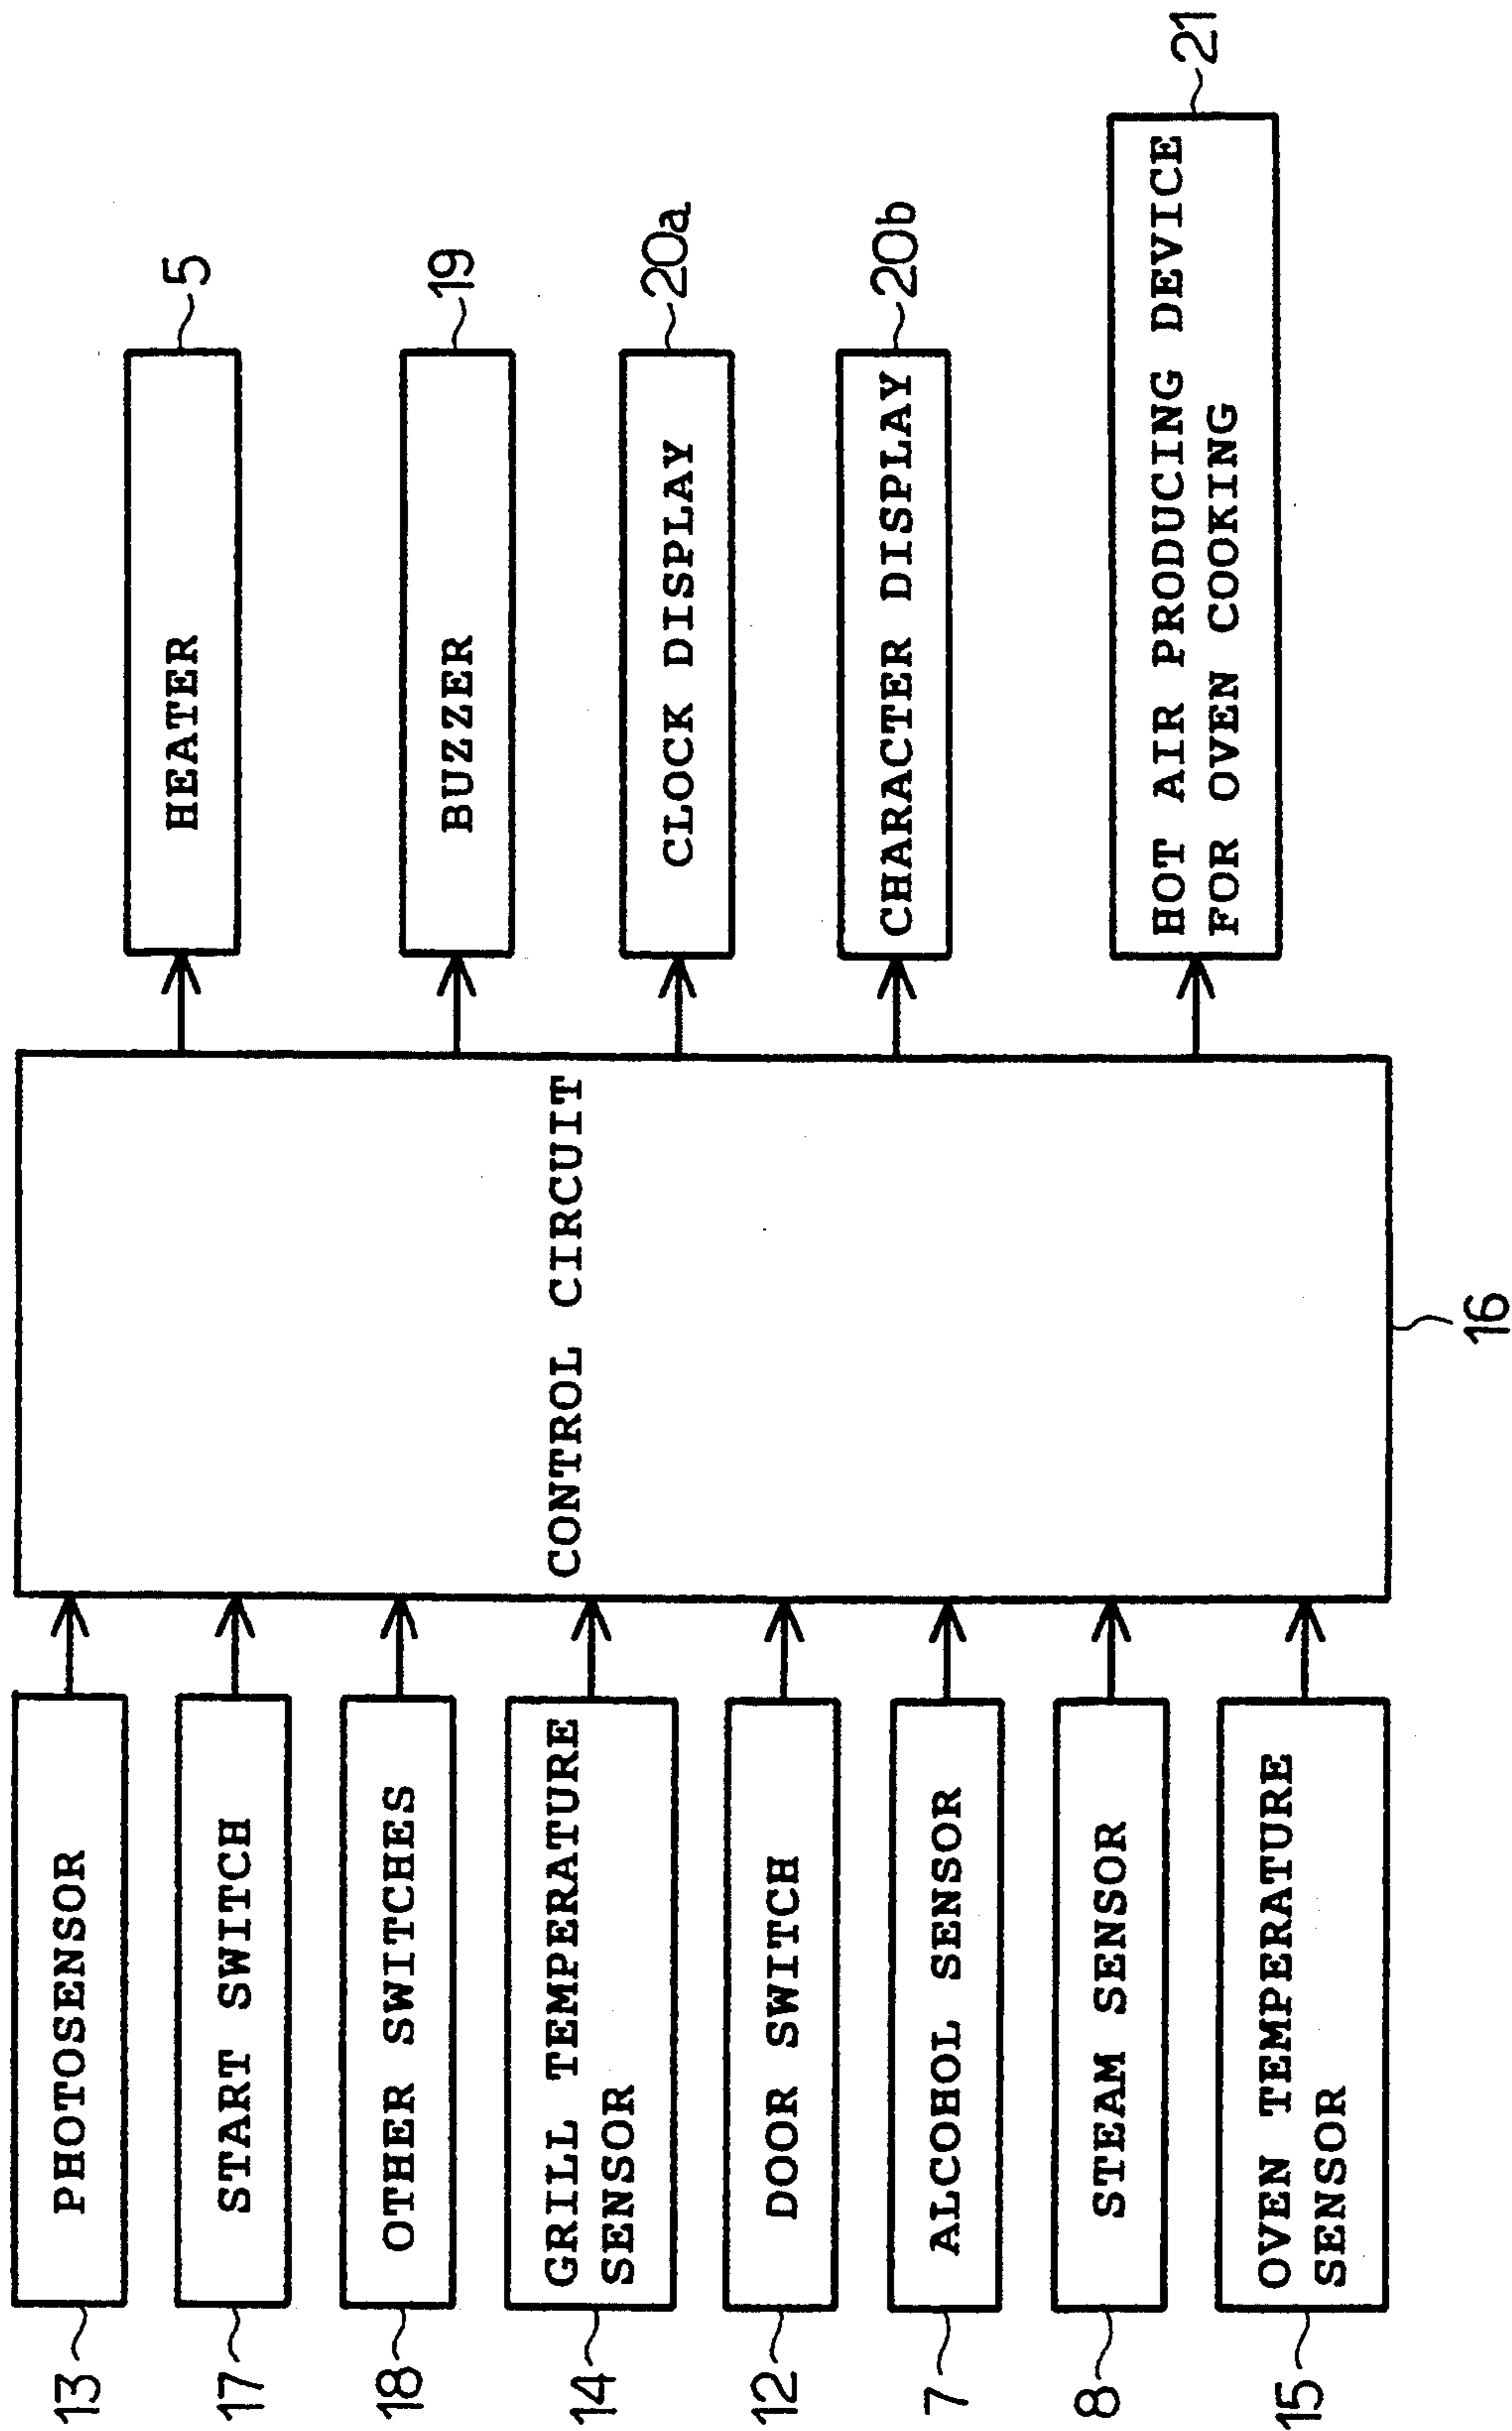 13
PHOTOSENSOR
17
START SWITCH
18
OTHER SWITCHES
14
GRILL TEMPERATURE
SENSOR
12
DOOR SWITCH
7
ALCOHOL SENSOR
8
STEAM SENSOR
15
OVEN TEMPERATURE
SENSOR
CONTROL CIRCUIT
16
HEATER
5
BUZZER
19
CLOCK DISPLAY
20a
CHARACTER DISPLAY
20b
HOT AIR PRODUCING DEVICE
FOR OVEN COOKING
21